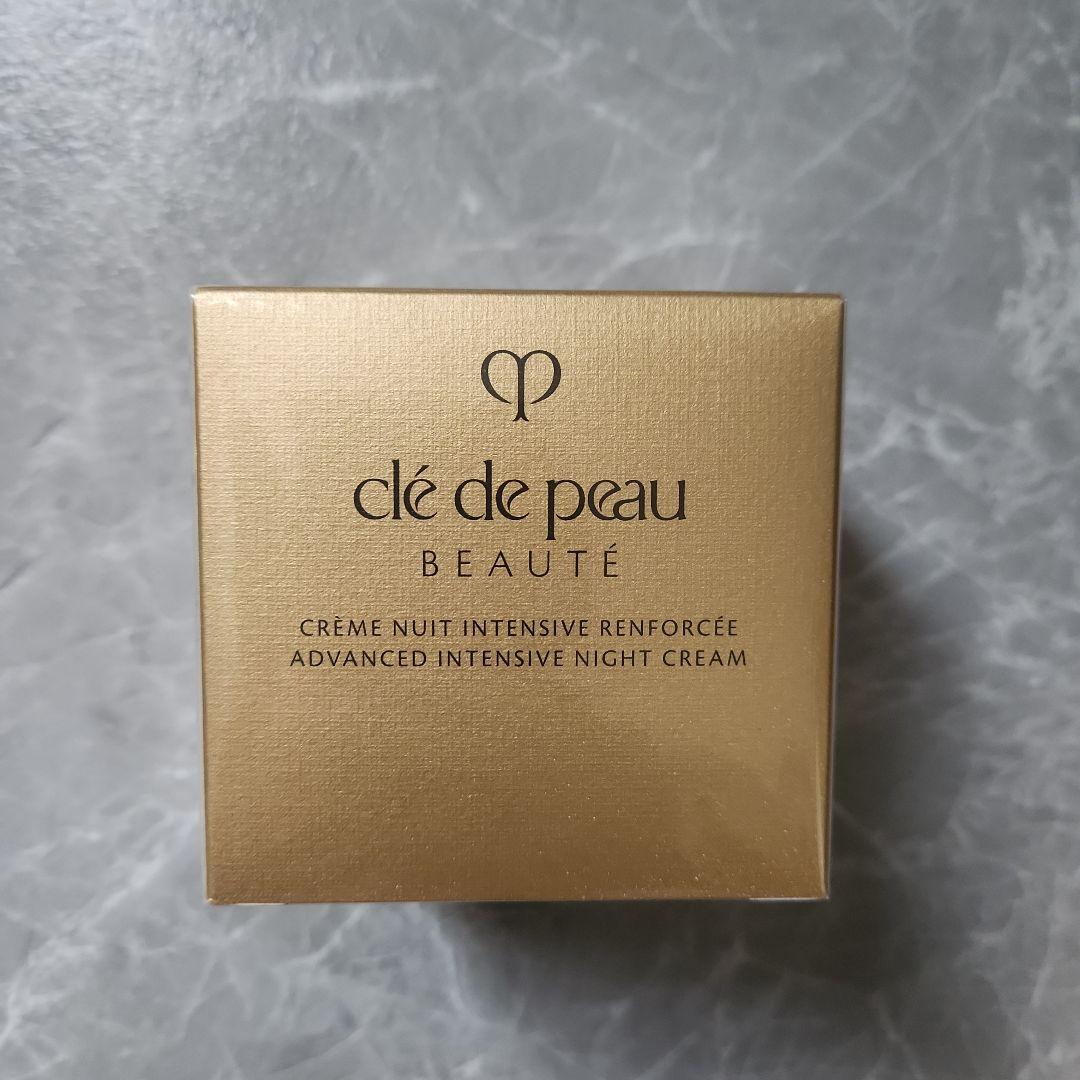 clé de peau
BEAUTÉ
CRÈME NUIT INTENSIVE RENFORCÉE
ADVANCED INTENSIVE NIGHT CREAM